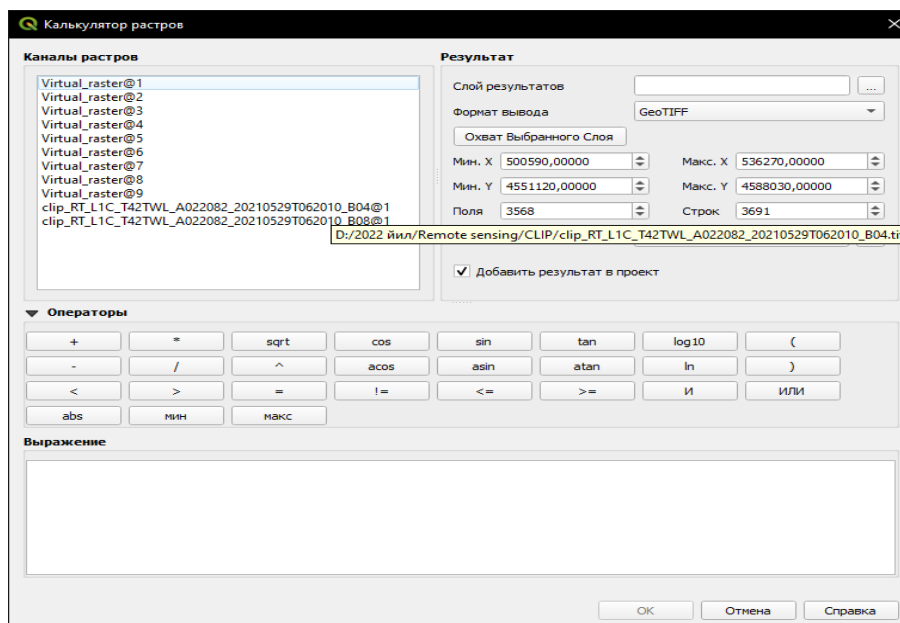 Калькулятор растров
Каналы растров
Virtual_raster@1
Virtual_raster@2
Virtual_raster@3
Virtual_raster@4
Virtual_raster@5
Virtual_raster@6
Virtual_raster@7
Virtual_raster@8
Virtual_raster@9
clip_RT_L1C_T42TWL_A022082_20210529T062010_B04@1
clip_RT_L1C_T42TWL_A022082_20210529T062010_B08@1
Результат
Слой результатов ...
Формат вывода GeoTIFF
Охват Выбранного Слоя
Мин. X 500590,00000 Макс. X 536270,00000
Мин. Y 4551120,00000 Макс. Y 4588030,00000
Поля 3568 Строк 3691
D:/2022 йил/Remote sensing/CLIP/clip_RT_L1C_T42TWL_A022082_20210529T062010_B04.ti
Добавить результат в проект
Операторы
+ * sqrt cos sin tan log10 (
- / ^ acos asin atan ln )
< > = != <= >= И ИЛИ
abs мин макс
Выражение
OK Отмена Справка